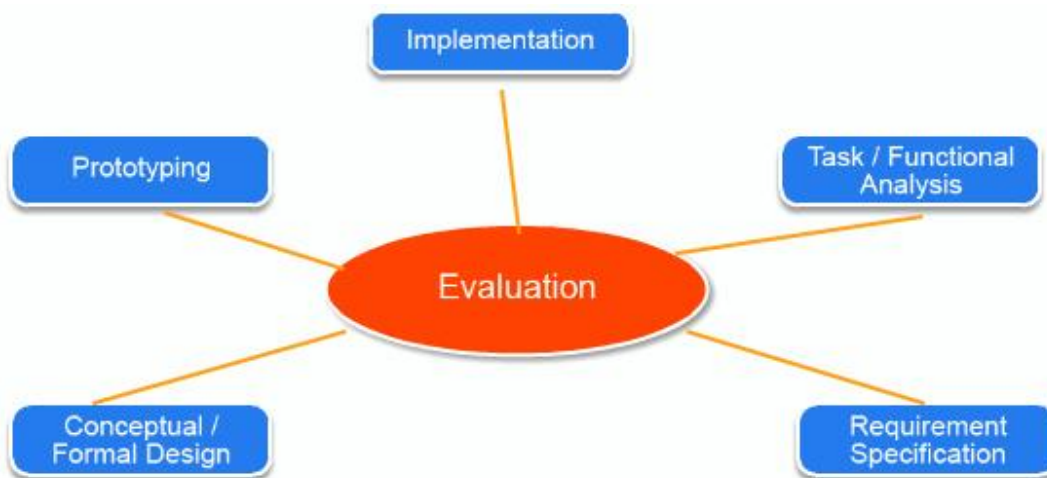 Implementation
Prototyping
Task / Functional
Analysis
Evaluation
Conceptual /
Formal Design
Requirement
Specification